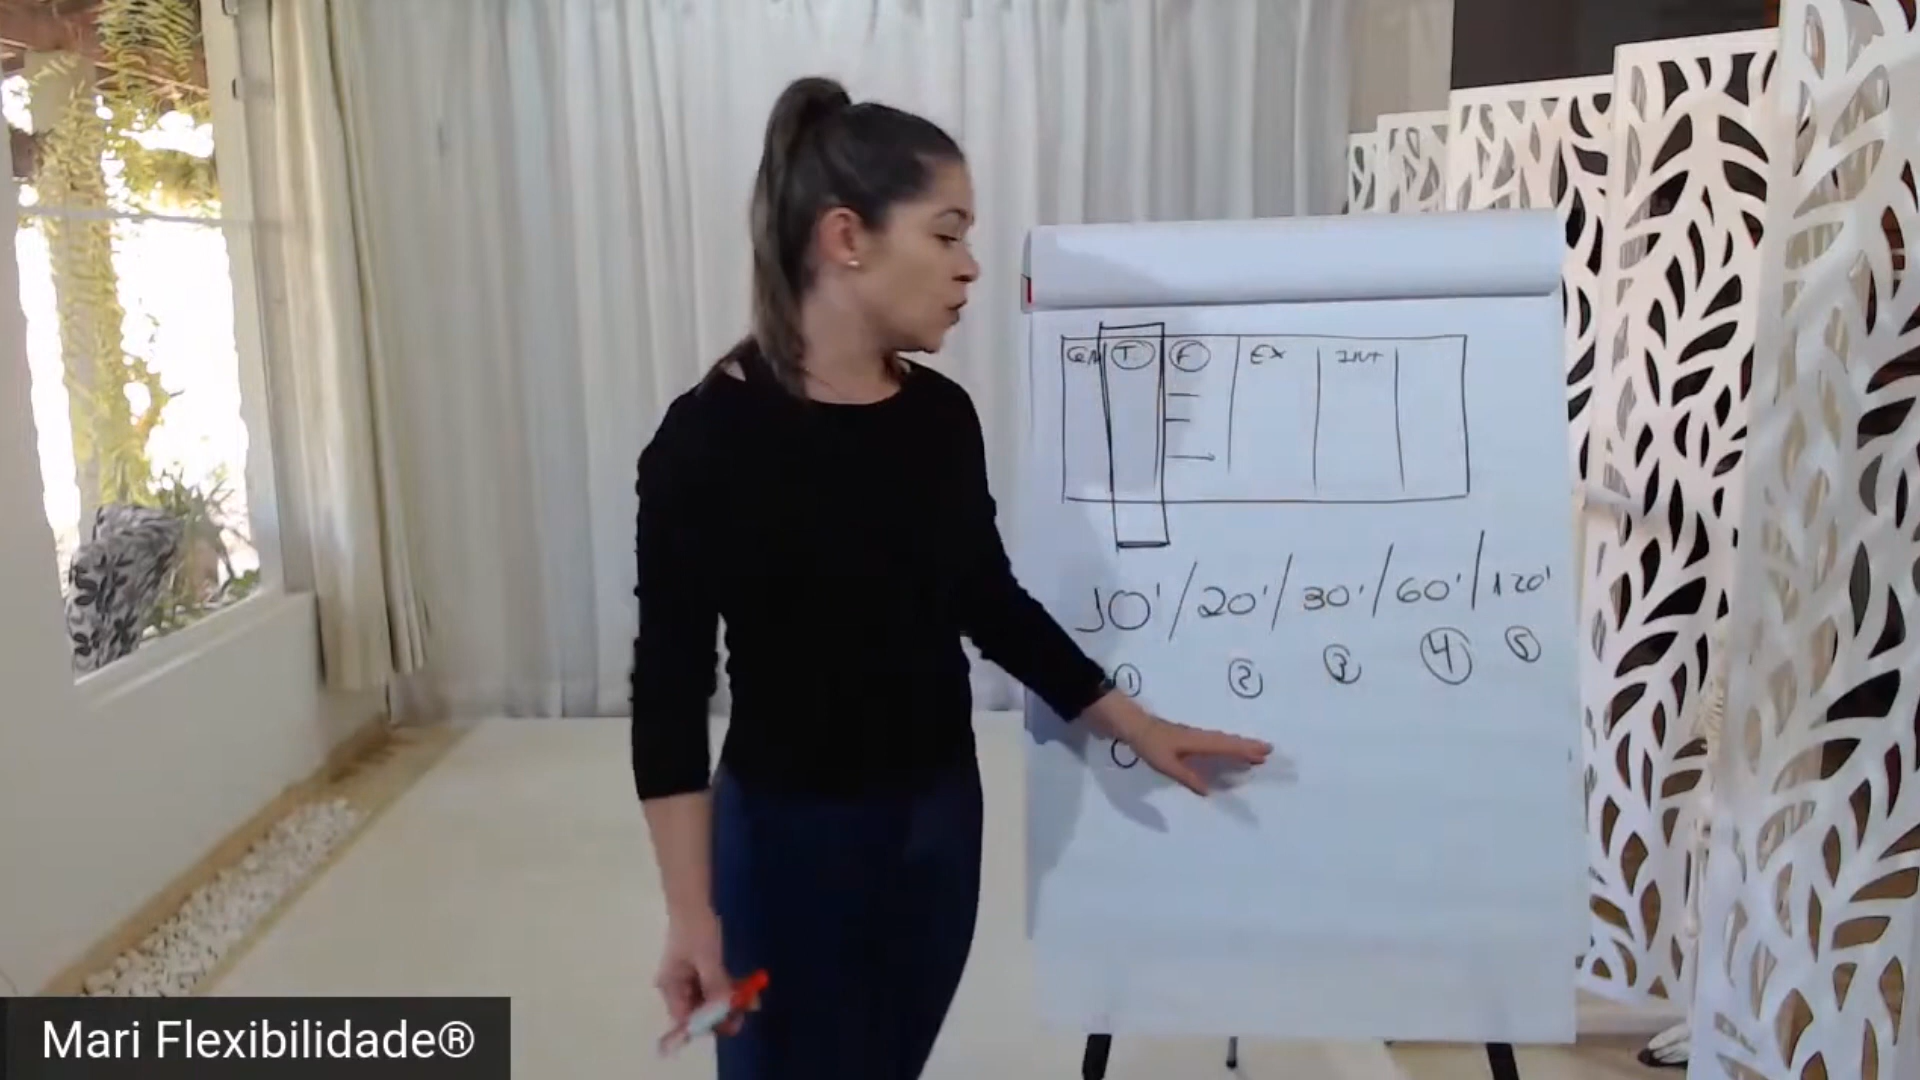 T F EX INT
10' / 20' / 30' / 60' / 120'
1 2 3 4 5
Mari Flexibilidade®